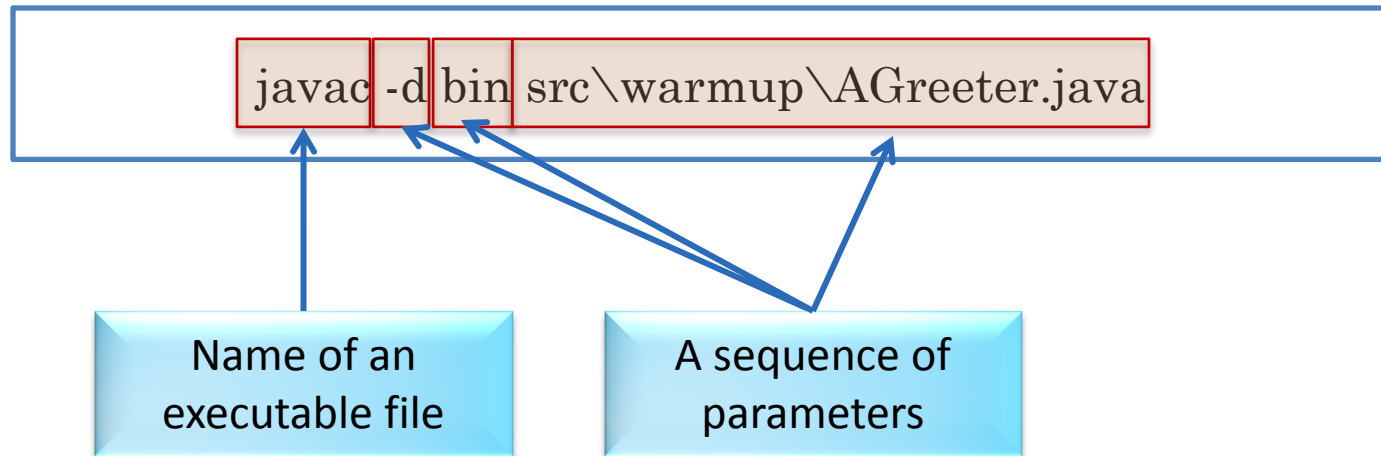 javac -d bin src\warmup\AGreeter.java
Name of an
executable file
A sequence of
parameters